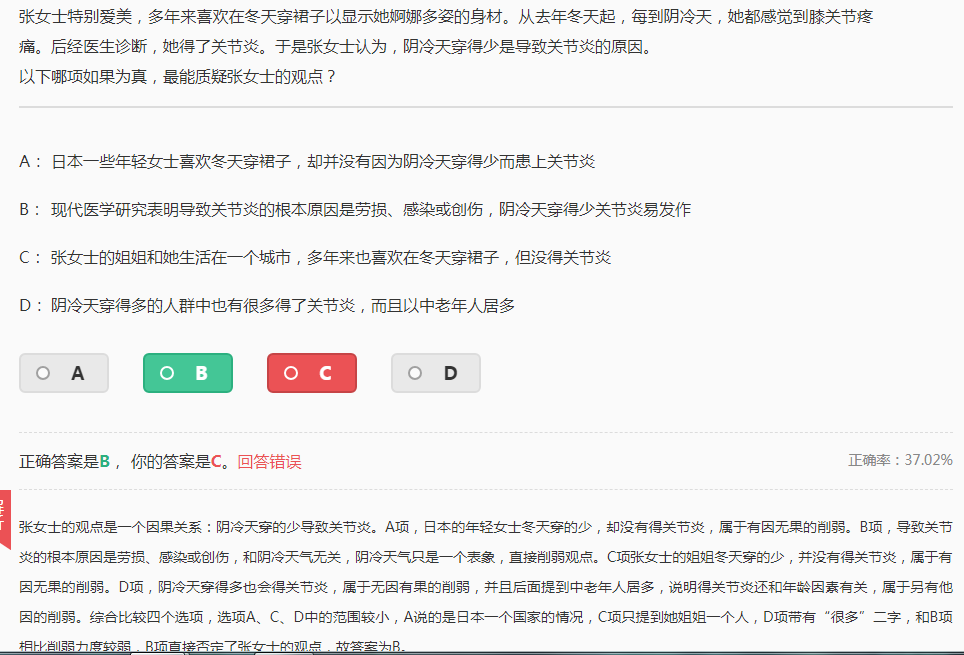 张女士特别爱美，多年来喜欢在冬天穿裙子以显示她婀娜多姿的身材。从去年冬天起，每到阴冷天，她都感觉到膝关节疼
痛。后经医生诊断，她得了关节炎。于是张女士认为，阴冷天穿得少是导致关节炎的原因。
以下哪项如果为真，最能质疑张女士的观点？
A： 日本一些年轻女士喜欢冬天穿裙子，却并没有因为阴冷天穿得少而患上关节炎
B： 现代医学研究表明导致关节炎的根本原因是劳损、感染或创伤，阴冷天穿得少关节炎易发作
C： 张女士的姐姐和她生活在一个城市，多年来也喜欢在冬天穿裙子，但没得关节炎
D： 阴冷天穿得多的人群中也有很多得了关节炎，而且以中老年人居多
A B C D
正确答案是B， 你的答案是C。回答错误 正确率：37.02%
张女士的观点是一个因果关系：阴冷天穿的少导致关节炎。A项，日本的年轻女士冬天穿的少，却没有得关节炎，属于有因无果的削弱。B项，导致关节
炎的根本原因是劳损、感染或创伤，和阴冷天气无关，阴冷天气只是一个表象，直接削弱观点。C项张女士的姐姐冬天穿的少，并没有得关节炎，属于有
因无果的削弱。D项，阴冷天穿得多也会得关节炎，属于无因有果的削弱，并且后面提到中老年人居多，说明得关节炎还和年龄因素有关，属于另有他
因的削弱。综合比较四个选项，选项A、C、D中的范围较小，A说的是日本一个国家的情况，C项只提到她姐姐一个人，D项带有“很多”二字，和B项
相比削弱力度较弱，B项直接否定了张女士的观点，故答案为B。